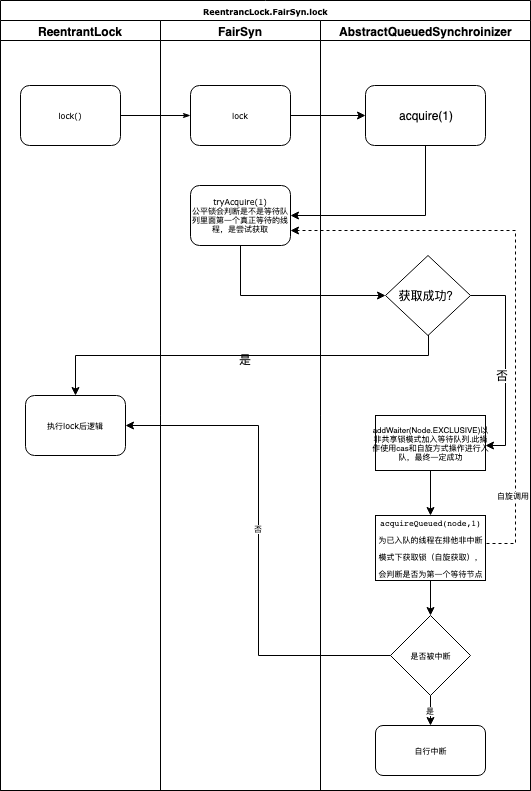 ReentrancLock.FairSyn.lock
ReentrantLock
FairSyn
AbstractQueuedSynchroinizer
lock()
lock
acquire(1)
tryAcquire(1)
公平锁会判断是不是等待队
列里面第一个真正等待的线
程，是尝试获取
获取成功?
是
否
执行lock后逻辑
addWaiter(Node.EXCLUSIVE)以
非共享锁模式加入等待队列.此操
作使用cas和自旋方式操作进行入
队，最终一定成功
自旋调用
acquireQueued(node,1)
为已入队的线程在排他非中断
模式下获取锁（自旋获取），
会判断是否为第一个等待节点
否
是否被中断
是
自行中断